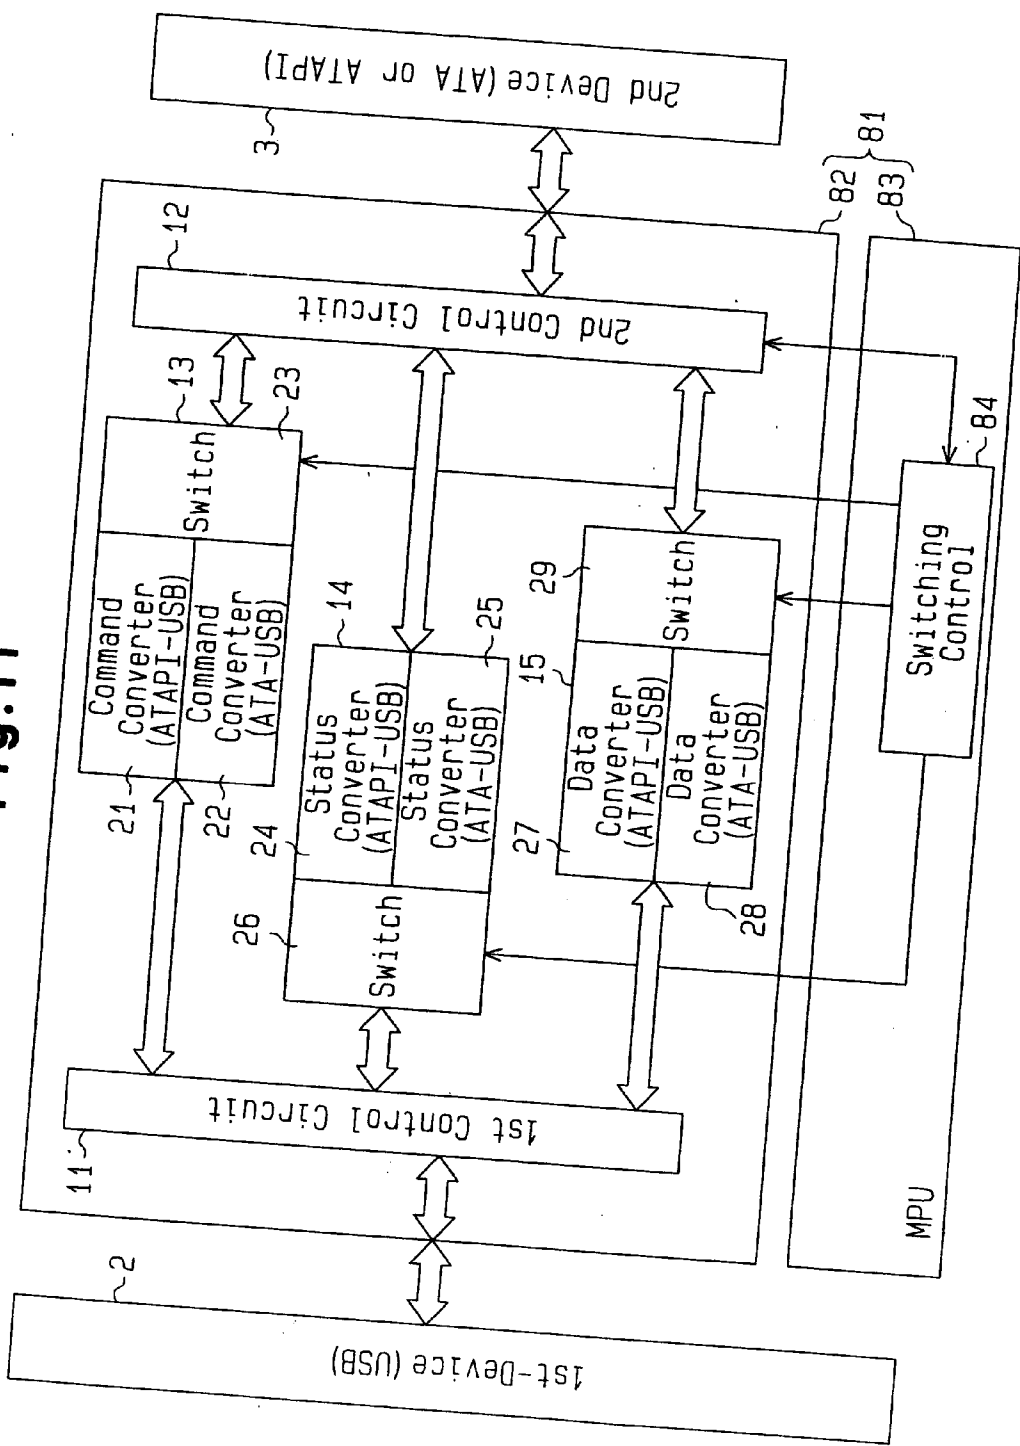 Fig.11
2nd Device (ATA or ATAPI)
3
81
82
83
12
2nd Control Circuit
13
23
Switch
Command
Converter
(ATAPI-USB)
Command
Converter
(ATA-USB)
21
22
14
25
Status
Converter
(ATAPI-USB)
Status
Converter
(ATA-USB)
24
26
Switch
15
29
Switch
Data
Converter
(ATAPI-USB)
Data
Converter
(ATA-USB)
27
28
84
Switching
Control
11
1st Control Circuit
MPU
2
1st-Device (USB)